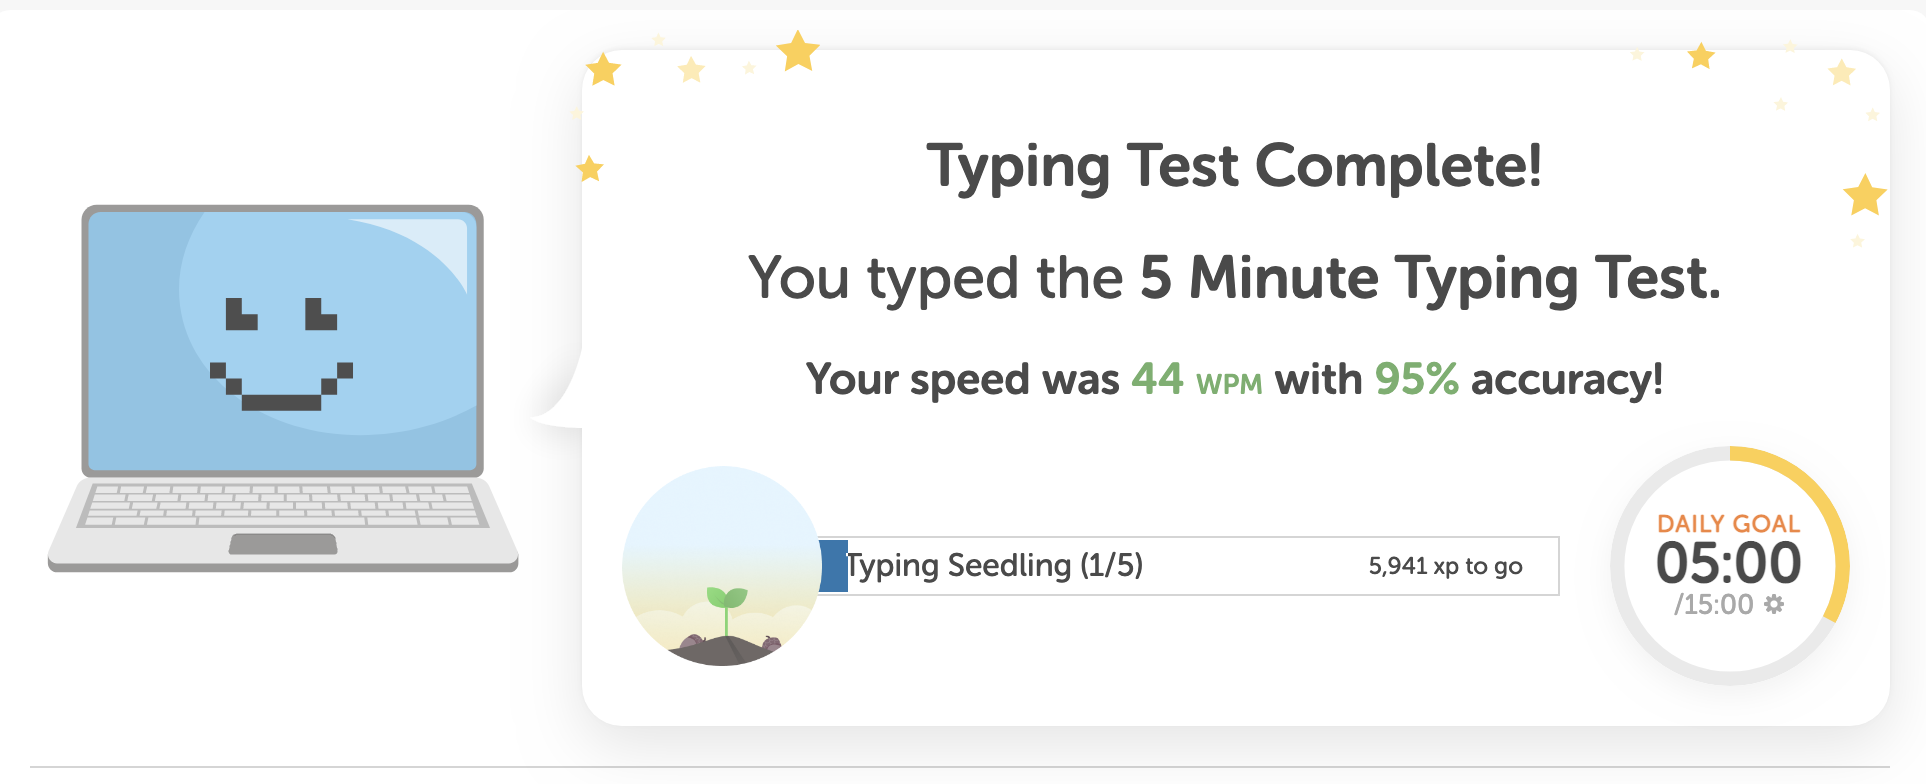 Typing Test Complete!
You typed the 5 Minute Typing Test.
Your speed was 44 WPM with 95% accuracy!
Typing Seedling (1/5)
5,941 xp to go
DAILY GOAL
05:00
/15:00